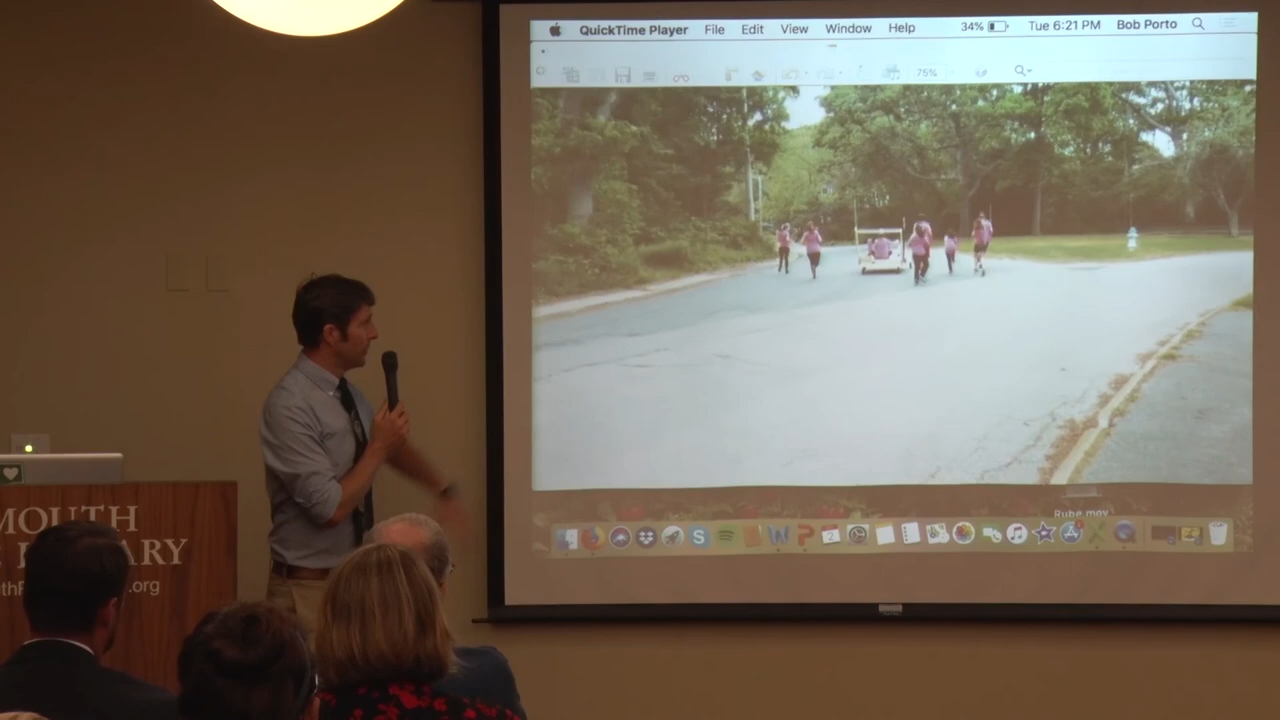 QuickTime Player File Edit View Window Help 34% Tue 6:21 PM Bob Porto
75%
Rube.mov
2
MOUTH
ARY
.org